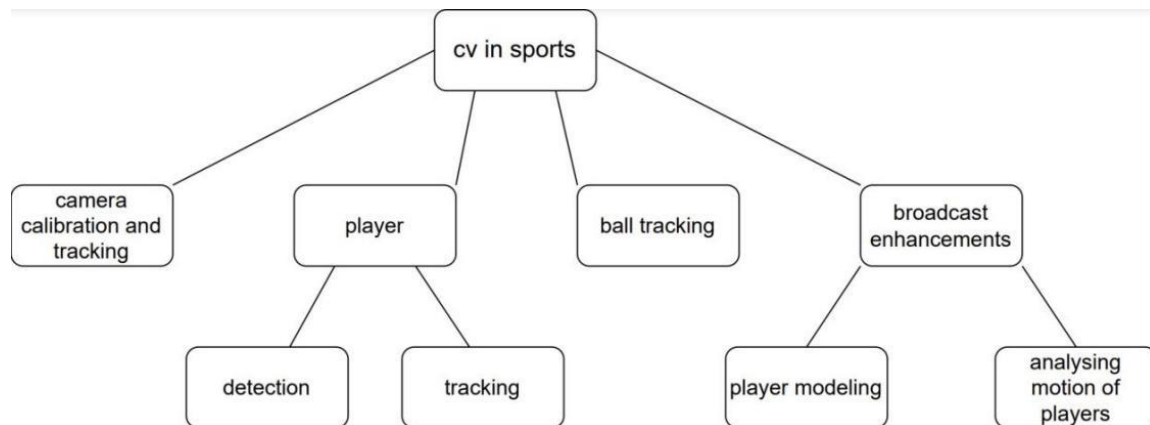 cv in sports
camera
calibration and
tracking
player
ball tracking
broadcast
enhancements
detection
tracking
player modeling
analysing
motion of
players